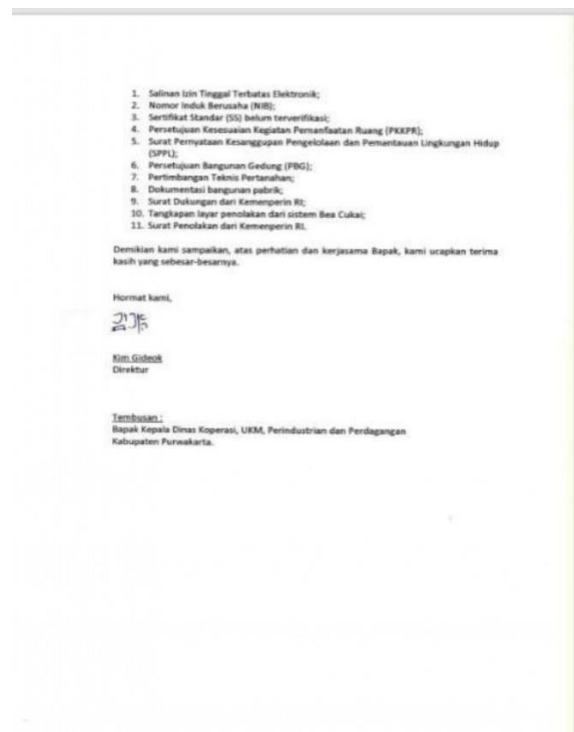 1. Salinan Izin Tinggal Terbatas Elektronik;
2. Nomor Induk Berusaha (NIB);
3. Sertifikat Standar (SS) belum terverifikasi;
4. Persetujuan Kesesuaian Kegiatan Pemanfaatan Ruang (PKKPR);
5. Surat Pernyataan Kesanggupan Pengelolaan dan Pemantauan Lingkungan Hidup
(SPPL);
6. Persetujuan Bangunan Gedung (PBG);
7. Pertimbangan Teknis Pertanahan;
8. Dokumentasi bangunan pabrik;
9. Surat Dukungan dari Kemenperin RI;
10. Tangkapan layar penolakan dari sistem Bea Cukai;
11. Surat Penolakan dari Kemenperin RI.
Demikian kami sampaikan, atas perhatian dan kerjasama Bapak, kami ucapkan terima
kasih yang sebesar-besarnya.
Hormat kami,
Kim Gideok
Direktur
Tembusan :
Bapak Kepala Dinas Koperasi, UKM, Perindustrian dan Perdagangan
Kabupaten Purwakarta.